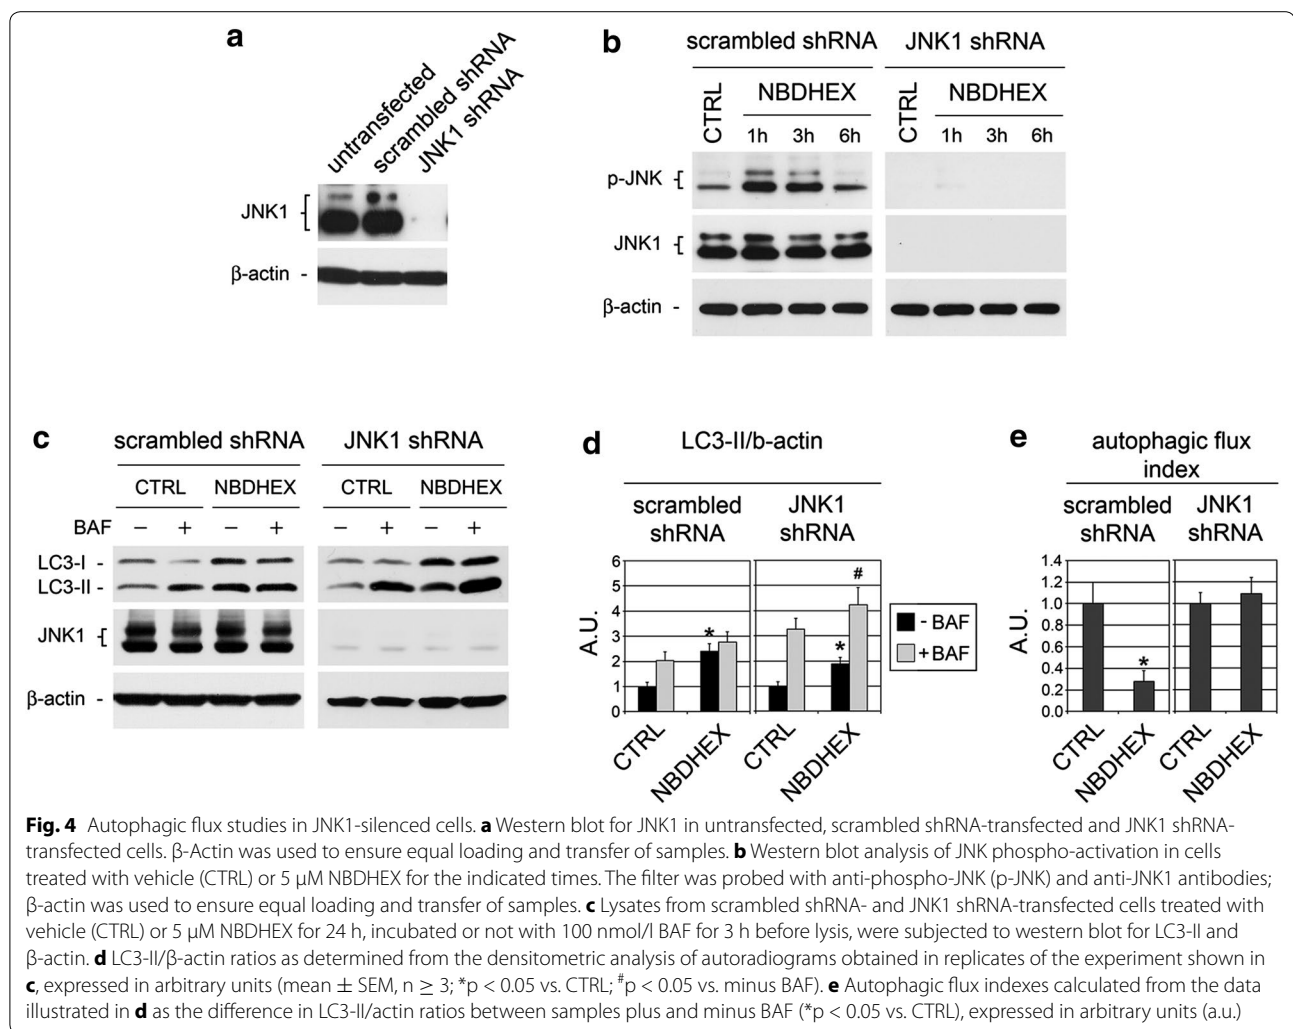 a
untransfected
scrambled shRNA
JNK1 shRNA
JNK1
β-actin -
b
scrambled shRNA JNK1 shRNA
CTRL NBDHEX CTRL NBDHEX
1h 3h 6h 1h 3h 6h
p-JNK
JNK1
β-actin -
c
scrambled shRNA JNK1 shRNA
CTRL NBDHEX CTRL NBDHEX
BAF - + - + - + - +
LC3-I -
LC3-II -
JNK1
β-actin -
d
LC3-II/b-actin
scrambled shRNA
JNK1 shRNA
A.U.
6
5
4
3
2
1
0
*
*
#
CTRL
NBDHEX
CTRL
NBDHEX
- BAF
+ BAF
e
autophagic flux
index
scrambled shRNA
JNK1 shRNA
A.U.
1.4
1.2
1.0
0.8
0.6
0.4
0.2
0.0
*
CTRL
NBDHEX
CTRL
NBDHEX
Fig. 4 Autophagic flux studies in JNK1-silenced cells. a Western blot for JNK1 in untransfected, scrambled shRNA-transfected and JNK1 shRNA-
transfected cells. β-Actin was used to ensure equal loading and transfer of samples. b Western blot analysis of JNK phospho-activation in cells
treated with vehicle (CTRL) or 5 μM NBDHEX for the indicated times. The filter was probed with anti-phospho-JNK (p-JNK) and anti-JNK1 antibodies;
β-actin was used to ensure equal loading and transfer of samples. c Lysates from scrambled shRNA- and JNK1 shRNA-transfected cells treated with
vehicle (CTRL) or 5 μM NBDHEX for 24 h, incubated or not with 100 nmol/l BAF for 3 h before lysis, were subjected to western blot for LC3-II and
β-actin. d LC3-II/β-actin ratios as determined from the densitometric analysis of autoradiograms obtained in replicates of the experiment shown in
c, expressed in arbitrary units (mean ± SEM, n ≥ 3; *p < 0.05 vs. CTRL; #p < 0.05 vs. minus BAF). e Autophagic flux indexes calculated from the data
illustrated in d as the difference in LC3-II/actin ratios between samples plus and minus BAF (*p < 0.05 vs. CTRL), expressed in arbitrary units (a.u.)